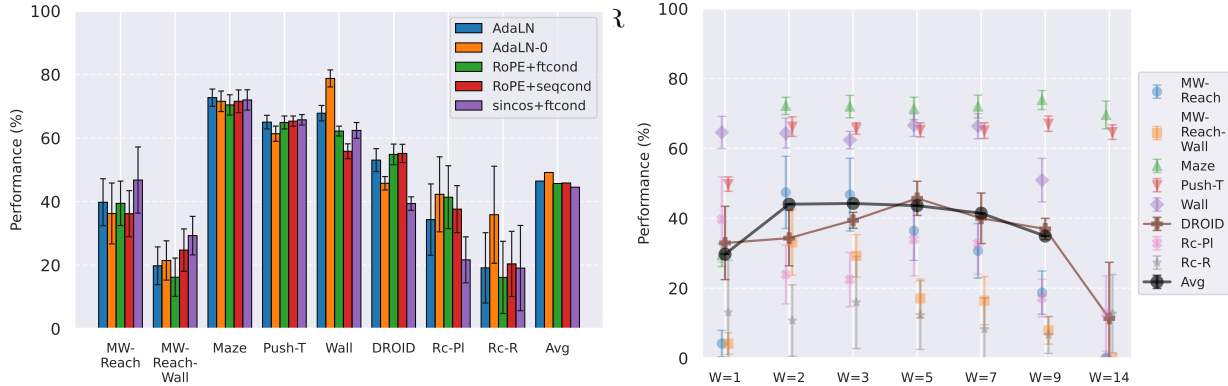 100
80
60
40
20
0
Performance (%)
AdaLN
AdaLN-0
RoPE+ftcond
RoPE+seqcond
sincos+ftcond
MW-
Reach
MW-
Reach-
Wall
Maze
Push-T
Wall
DROID
Rc-Pl
Rc-R
Avg
R
100
80
60
40
20
0
Performance (%)
W=1
W=2
W=3
W=5
W=7
W=9
W=14
MW-
Reach
MW-
Reach-
Wall
Maze
Push-T
Wall
DROID
Rc-Pl
Rc-R
Avg